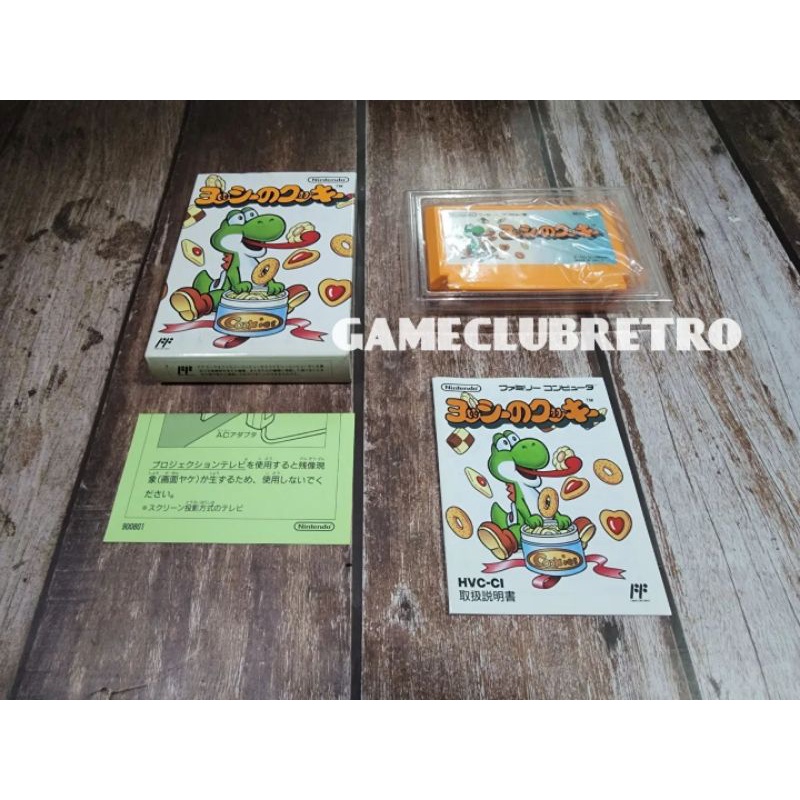 Nintendo
ヨッシーのクッキー
TM
Cookies
ヨッシーのクッキー
GAMECLUBRETRO
ACアダプタ
プロジェクションテレビを使用すると残像現
象(画面ヤケ)が生ずるため、使用しないでく
ださい。
※スクリーン投影方式のテレビ
900801
Nintendo
Nintendo
ファミリー コンピュータ
ヨッシーのクッキー
TM
Cookies
HVC-CI
取扱説明書